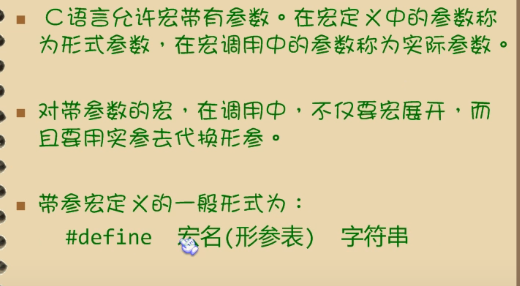 C语言允许宏带有参数。在宏定义中的参数称
为形式参数，在宏调用中的参数称为实际参数。
对带参数的宏，在调用中，不仅要宏展开，而
且要用实参去代换形参。
带参宏定义的一般形式为：
#define 宏名(形参表) 字符串